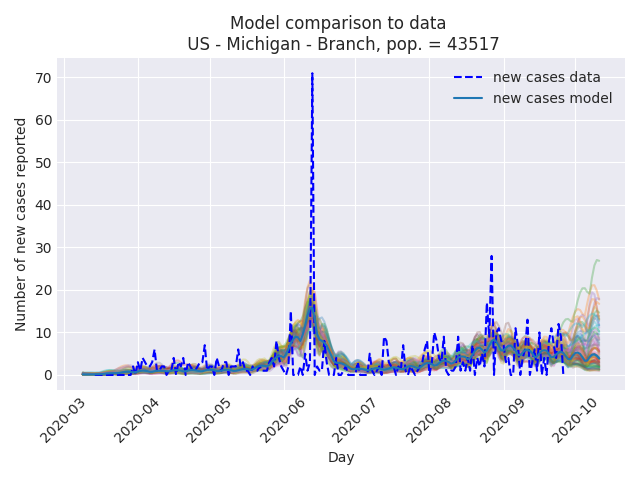 Model comparison to data
US - Michigan - Branch, pop. = 43517
new cases data
new cases model
Number of new cases reported
70
60
50
40
30
20
10
0
2020-03
2020-04
2020-05
2020-06
2020-07
2020-08
2020-09
2020-10
Day